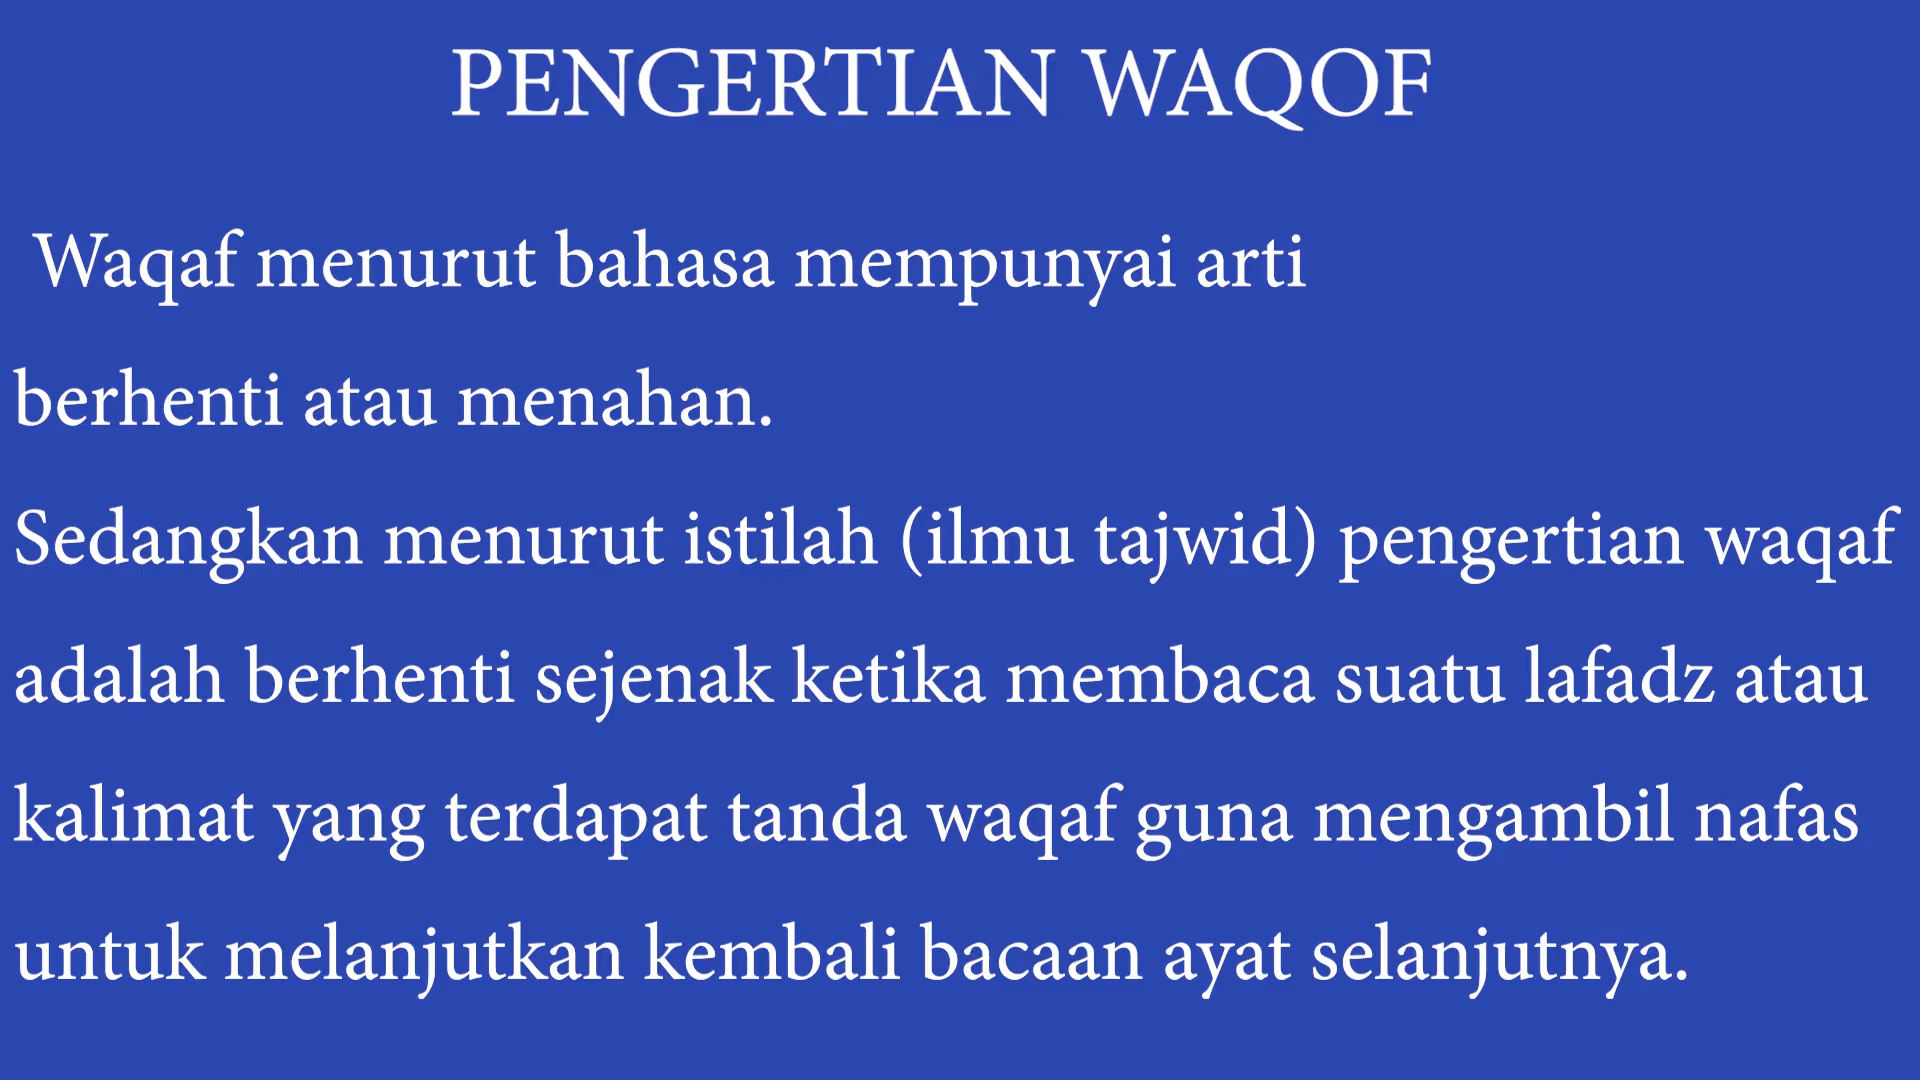 PENGERTIAN WAQOF
Waqaf menurut bahasa mempunyai arti
berhenti atau menahan.
Sedangkan menurut istilah (ilmu tajwid) pengertian waqaf
adalah berhenti sejenak ketika membaca suatu lafadz atau
kalimat yang terdapat tanda waqaf guna mengambil nafas
untuk melanjutkan kembali bacaan ayat selanjutnya.